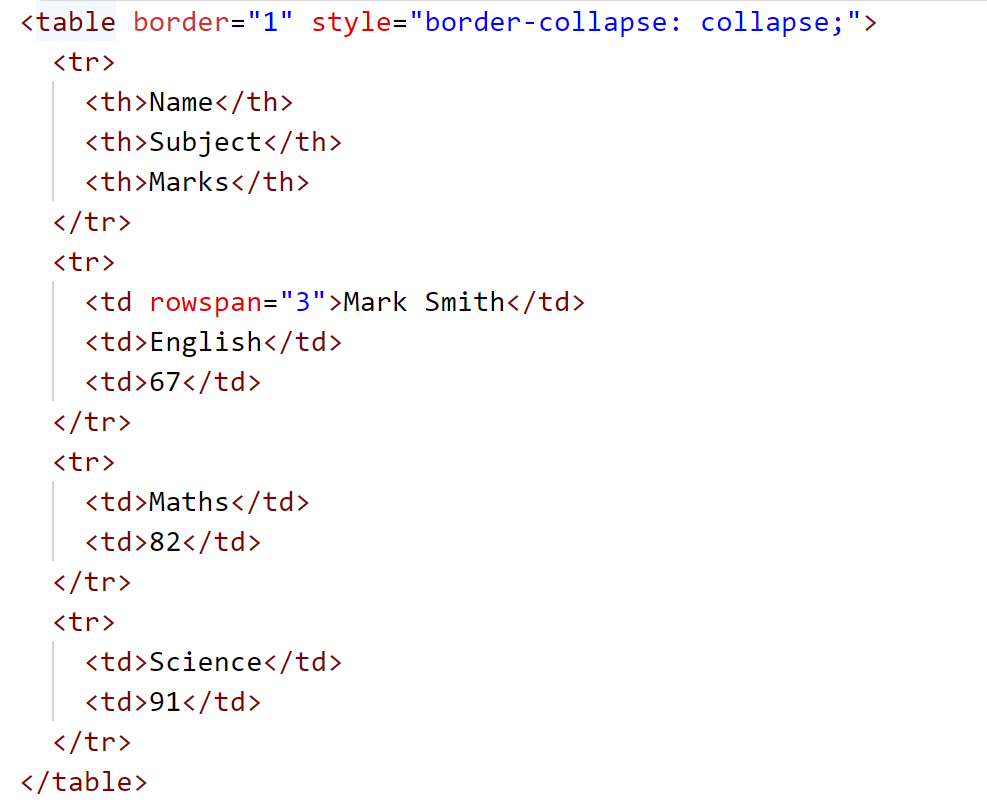 <table border="1" style="border-collapse: collapse;">
  <tr>
    <th>Name</th>
    <th>Subject</th>
    <th>Marks</th>
  </tr>
  <tr>
    <td rowspan="3">Mark Smith</td>
    <td>English</td>
    <td>67</td>
  </tr>
  <tr>
    <td>Maths</td>
    <td>82</td>
  </tr>
  <tr>
    <td>Science</td>
    <td>91</td>
  </tr>
</table>